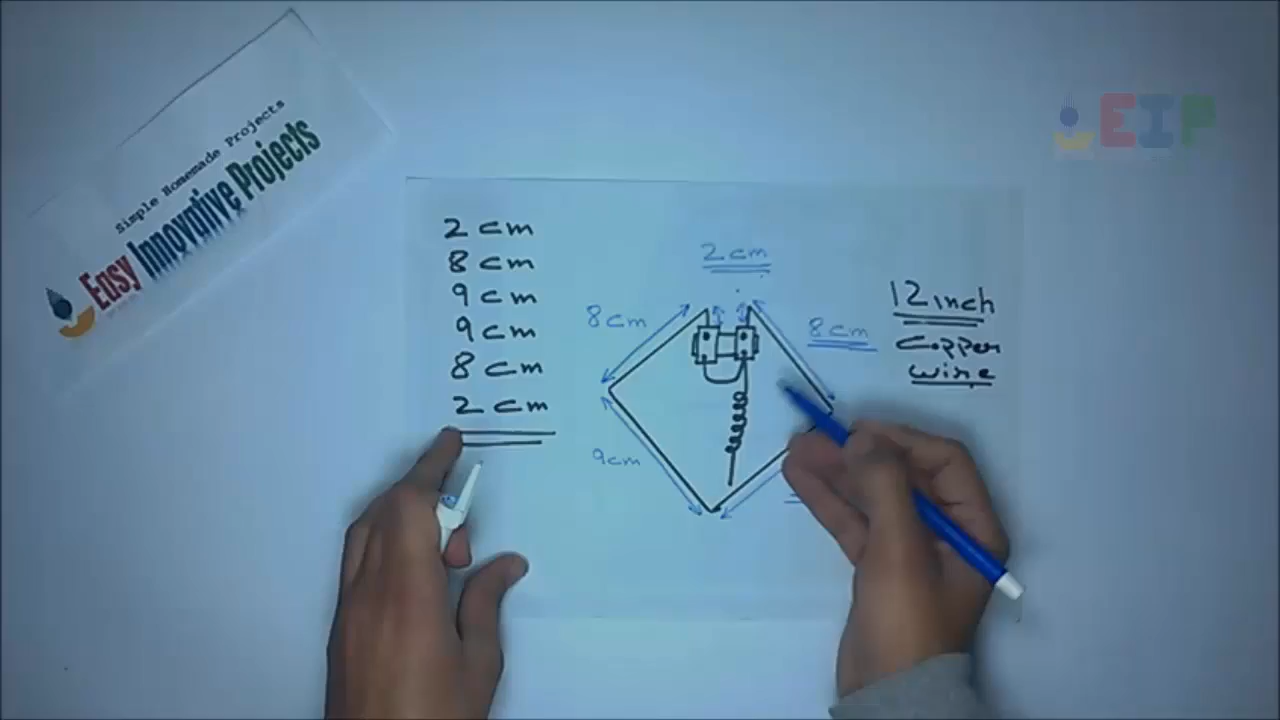 Simple Homemade Projects
Easy Innovative Projects
EIP
2 cm
8 cm
9 cm
9 cm
8 cm
2 cm
2 cm
8 cm
8 cm
9 cm
12 inch
copper
wire